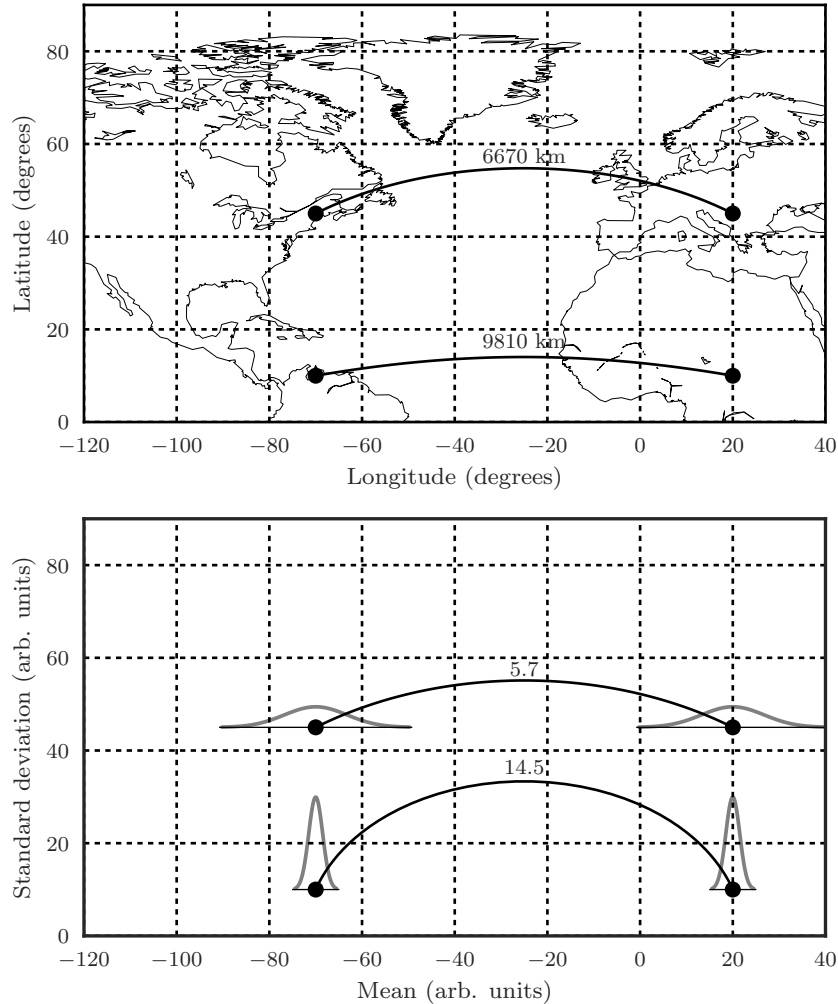 80
60
40
20
0
Latitude (degrees)
6670 km
9810 km
−120 −100 −80 −60 −40 −20 0 20 40
Longitude (degrees)
80
60
40
20
0
Standard deviation (arb. units)
5.7
14.5
−120 −100 −80 −60 −40 −20 0 20 40
Mean (arb. units)